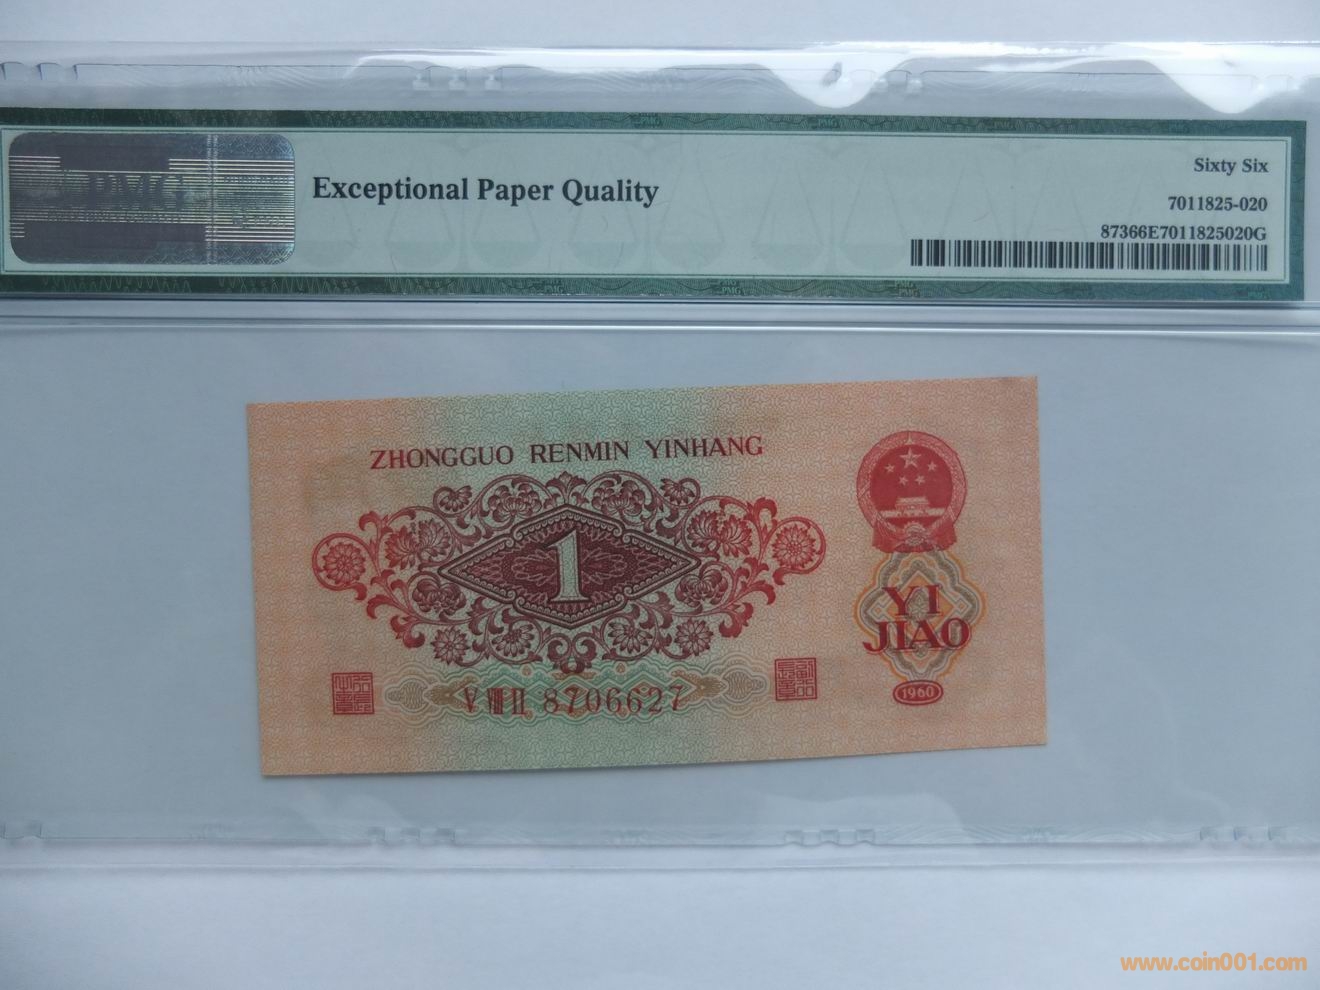 PMG
Exceptional Paper Quality
Sixty Six
7011825-020
87366E7011825020G
ZHONGGUO RENMIN YINHANG
1
YI
JIAO
1960
V VIII II 8706627
www.coin001.com